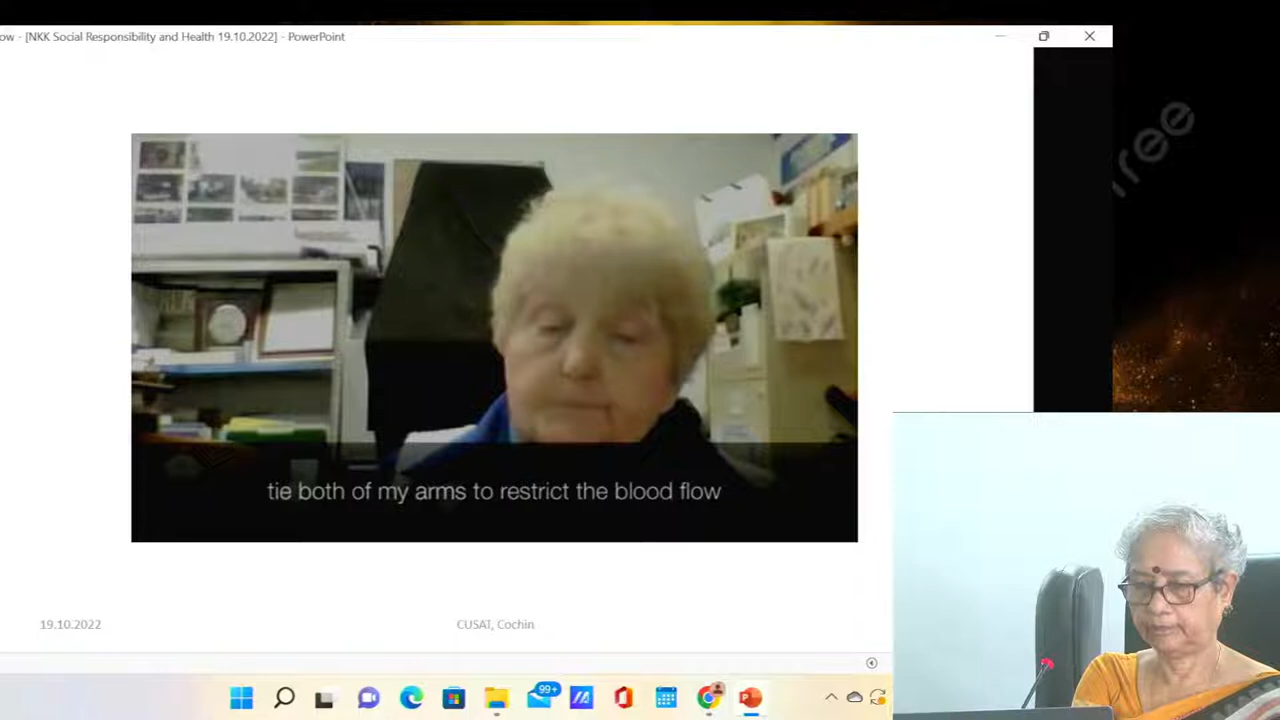 ow - [NKK Social Responsibility and Health 19.10.2022] - PowerPoint
ree
tie both of my arms to restrict the blood flow
19.10.2022
CUSAT, Cochin
99+